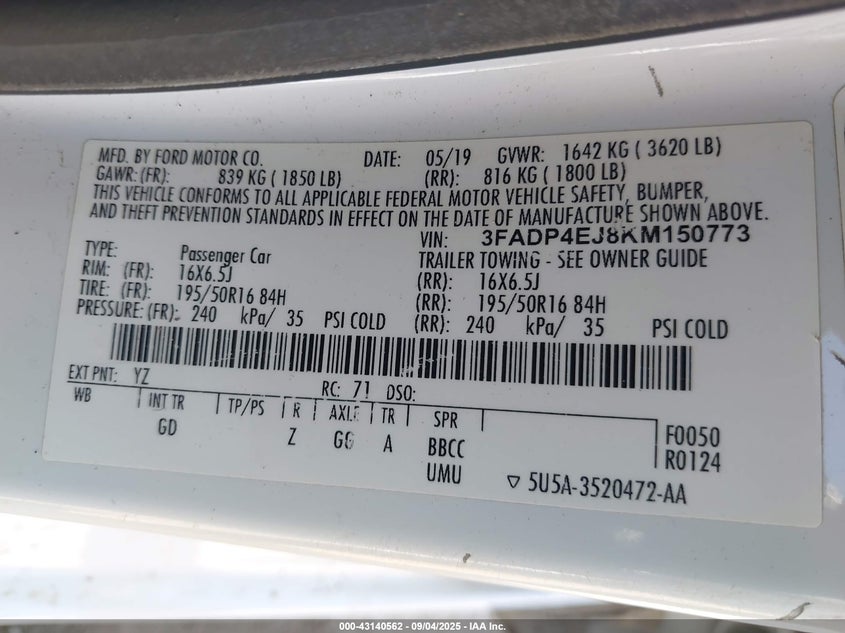 MFD. BY FORD MOTOR CO. DATE: 05/19 GVWR: 1642 KG ( 3620 LB)
GAWR: (FR): 839 KG ( 1850 LB) (RR): 816 KG ( 1800 LB)
THIS VEHICLE CONFORMS TO ALL APPLICABLE FEDERAL MOTOR VEHICLE SAFETY, BUMPER,
AND THEFT PREVENTION STANDARDS IN EFFECT ON THE DATE OF MANUFACTURE SHOWN ABOVE.
VIN: 3FADP4EJ8KM150773
TYPE: Passenger Car TRAILER TOWING - SEE OWNER GUIDE
RIM: (FR): 16X6.5J (RR): 16X6.5J
TIRE: (FR): 195/50R16 84H (RR): 195/50R16 84H
PRESSURE: (FR): 240 kPa/ 35 PSI COLD (RR): 240 kPa/ 35 PSI COLD
EXT PNT: YZ RC: 71 DSO:
WB INT TR TP/PS R AXLE TR SPR
GD Z GG A BBCC F0050
UMU R0124
5U5A-3520472-AA
000-43140562 - 09/04/2025 - IAA Inc.